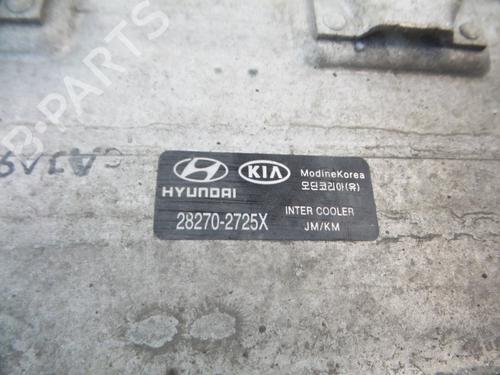 B-PARTS
HYUNDAI
KIA
ModineKorea
모딘코리아(유)
28270-2725X
INTER COOLER
JM/KM